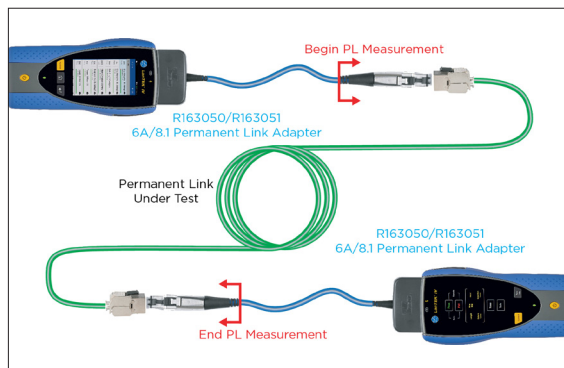 Begin PL Measurement
R163050/R163051
6A/8.1 Permanent Link Adapter
Permanent Link
Under Test
R163050/R163051
6A/8.1 Permanent Link Adapter
End PL Measurement